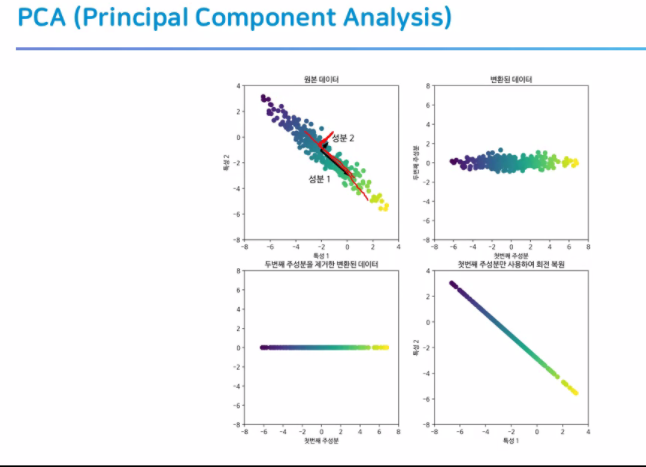 PCA (Principal Component Analysis)
원본 데이터
4
2
0
−2
−4
−6
−8
특성 2
성분 2
성분 1
−8 −6 −4 −2 0 2 4
특성 1
변환된 데이터
8
6
4
2
0
−2
−4
−6
−8
두번째 주성분
−8 −6 −4 −2 0 2 4 6 8
첫번째 주성분
두번째 주성분을 제거한 변환된 데이터
8
6
4
2
0
−2
−4
−6
−8
−8 −6 −4 −2 0 2 4 6 8
첫번째 주성분
첫번째 주성분만 사용하여 회전 복원
4
2
0
−2
−4
−6
−8
특성 2
−8 −6 −4 −2 0 2 4
특성 1